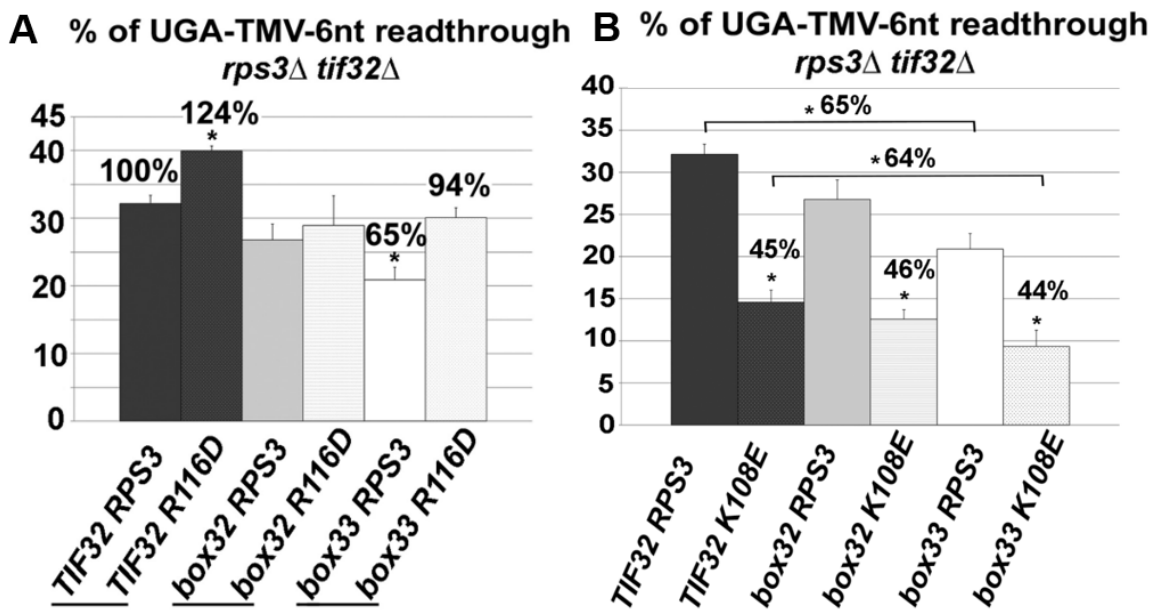 A % of UGA-TMV-6nt readthrough
rps3Δ tif32Δ
45
40
30
20
10
0
100%
124%
*
65%
*
94%
TIF32 RPS3
TIF32 R116D
box32 RPS3
box32 R116D
box33 RPS3
box33 R116D
B % of UGA-TMV-6nt readthrough
rps3Δ tif32Δ
40
35
30
25
20
15
10
5
0
* 65%
* 64%
45%
*
46%
*
44%
*
TIF32 RPS3
TIF32 K108E
box32 RPS3
box32 K108E
box33 RPS3
box33 K108E